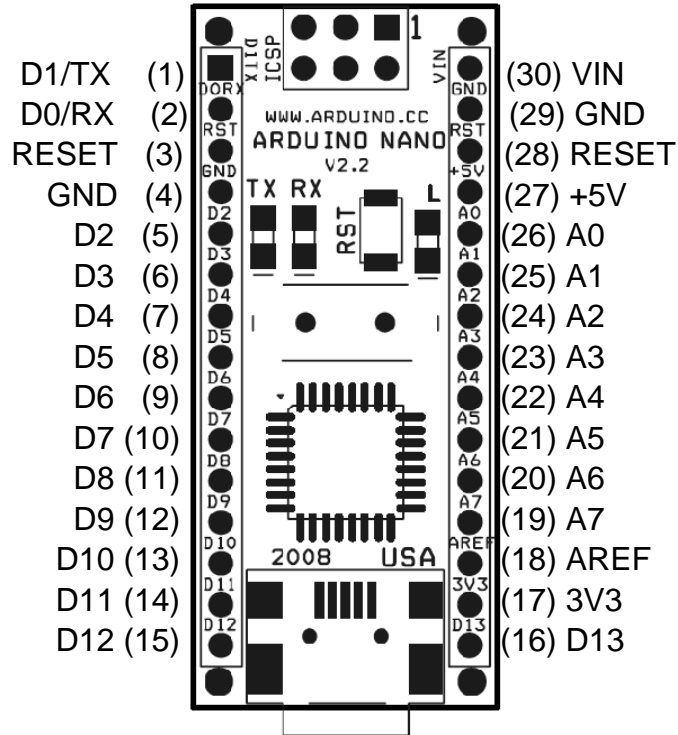 1
D1TX
ICSP
VIN
D1/TX (1)
(30) VIN
D0RX
GND
D0/RX (2)
(29) GND
WWW.ARDUINO.CC
RST
RST
ARDUINO NANO
RESET (3)
(28) RESET
V2.2
GND
+5V
GND (4)
TX RX
L
(27) +5V
D2
A0
D2 (5)
RST
(26) A0
D3
A1
D3 (6)
(25) A1
D4
A2
D4 (7)
(24) A2
D5
A3
D5 (8)
(23) A3
D6
A4
D6 (9)
(22) A4
D7
A5
D7 (10)
(21) A5
D8
A6
D8 (11)
(20) A6
D9
A7
D9 (12)
(19) A7
D10
AREF
D10 (13)
2008 USA
(18) AREF
D11
3V3
D11 (14)
(17) 3V3
D12
D13
D12 (15)
(16) D13